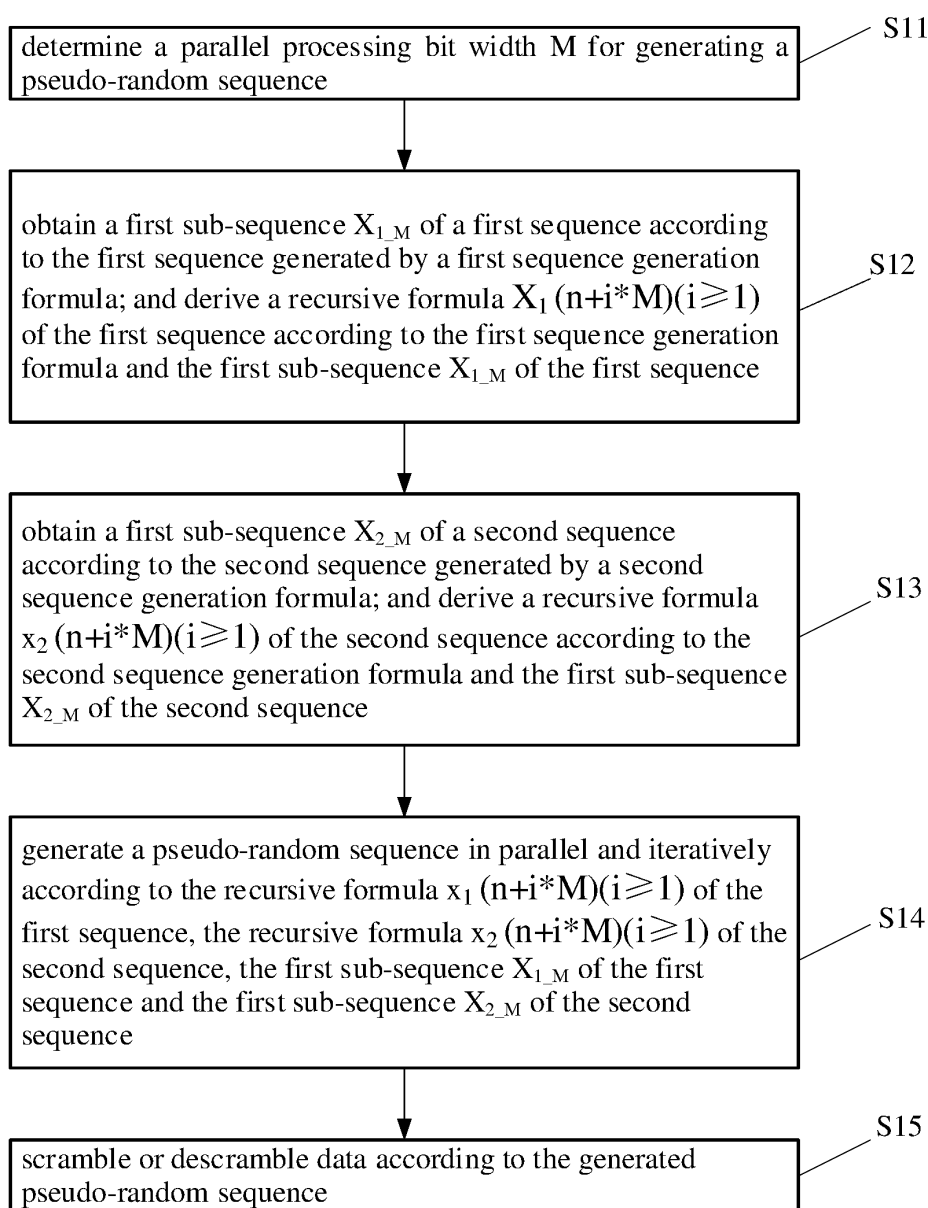 S11
determine a parallel processing bit width M for generating a
pseudo-random sequence
obtain a first sub-sequence X₁_M of a first sequence according
to the first sequence generated by a first sequence generation
formula; and derive a recursive formula X₁ (n+i*M)(i≥1)
of the first sequence according to the first sequence generation
formula and the first sub-sequence X₁_M of the first sequence
S12
obtain a first sub-sequence X₂_M of a second sequence
according to the second sequence generated by a second
sequence generation formula; and derive a recursive formula
x₂ (n+i*M)(i≥1) of the second sequence according to the
second sequence generation formula and the first sub-sequence
X₂_M of the second sequence
S13
generate a pseudo-random sequence in parallel and iteratively
according to the recursive formula x₁ (n+i*M)(i≥1) of the
first sequence, the recursive formula x₂ (n+i*M)(i≥1) of the
second sequence, the first sub-sequence X₁_M of the first
sequence and the first sub-sequence X₂_M of the second
sequence
S14
scramble or descramble data according to the generated
pseudo-random sequence
S15